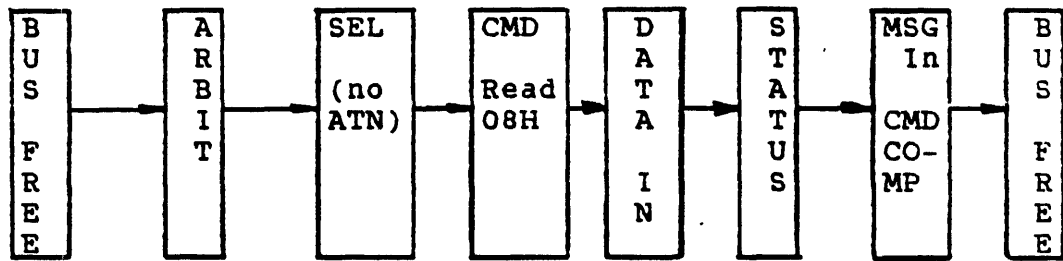 BUS FREE
ARBIT
SEL
(no
ATN)
CMD
Read
08H
DATA IN
STATUS
MSG
In
CMD
CO-
MP
BUS FREE